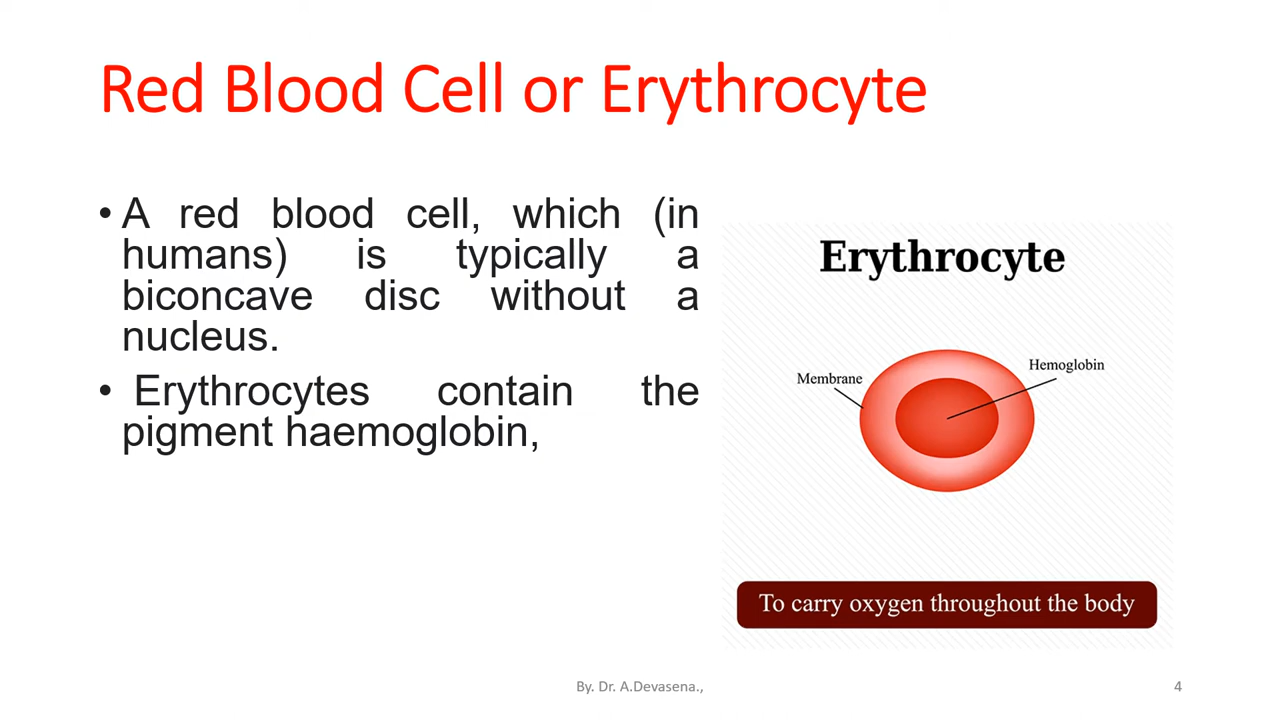 Red Blood Cell or Erythrocyte
• A red blood cell, which (in
humans) is typically a
biconcave disc without a
nucleus.
• Erythrocytes contain the
pigment haemoglobin,
Erythrocyte
Hemoglobin
Membrane
To carry oxygen throughout the body
By. Dr. A.Devasena.,
4